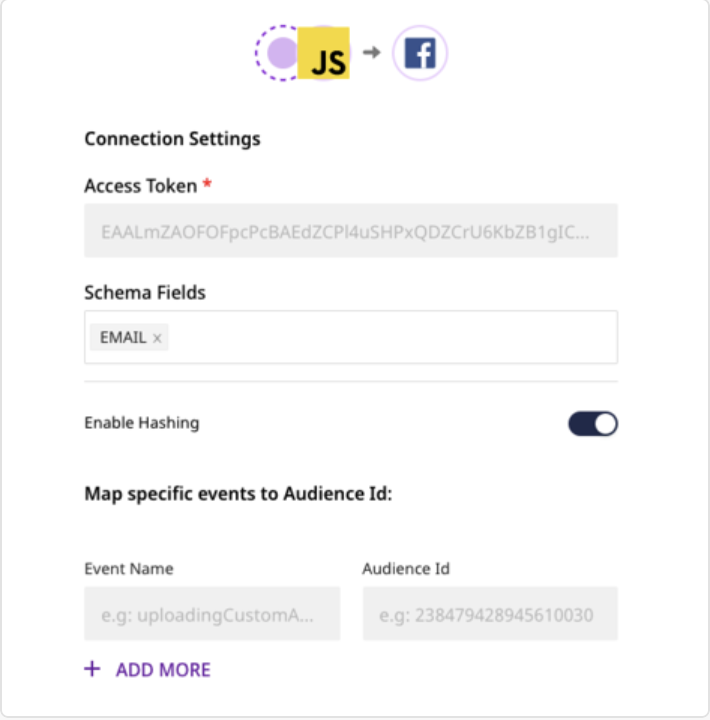 JS
Connection Settings
Access Token *
EAALmZAOFOFpcPcBAEdZCPl4uSHPxQDZCrU6KbZB1gIC...
Schema Fields
EMAIL ×
Enable Hashing
Map specific events to Audience Id:
Event Name Audience Id
e.g: uploadingCustomA... e.g: 238479428945610030
+ ADD MORE